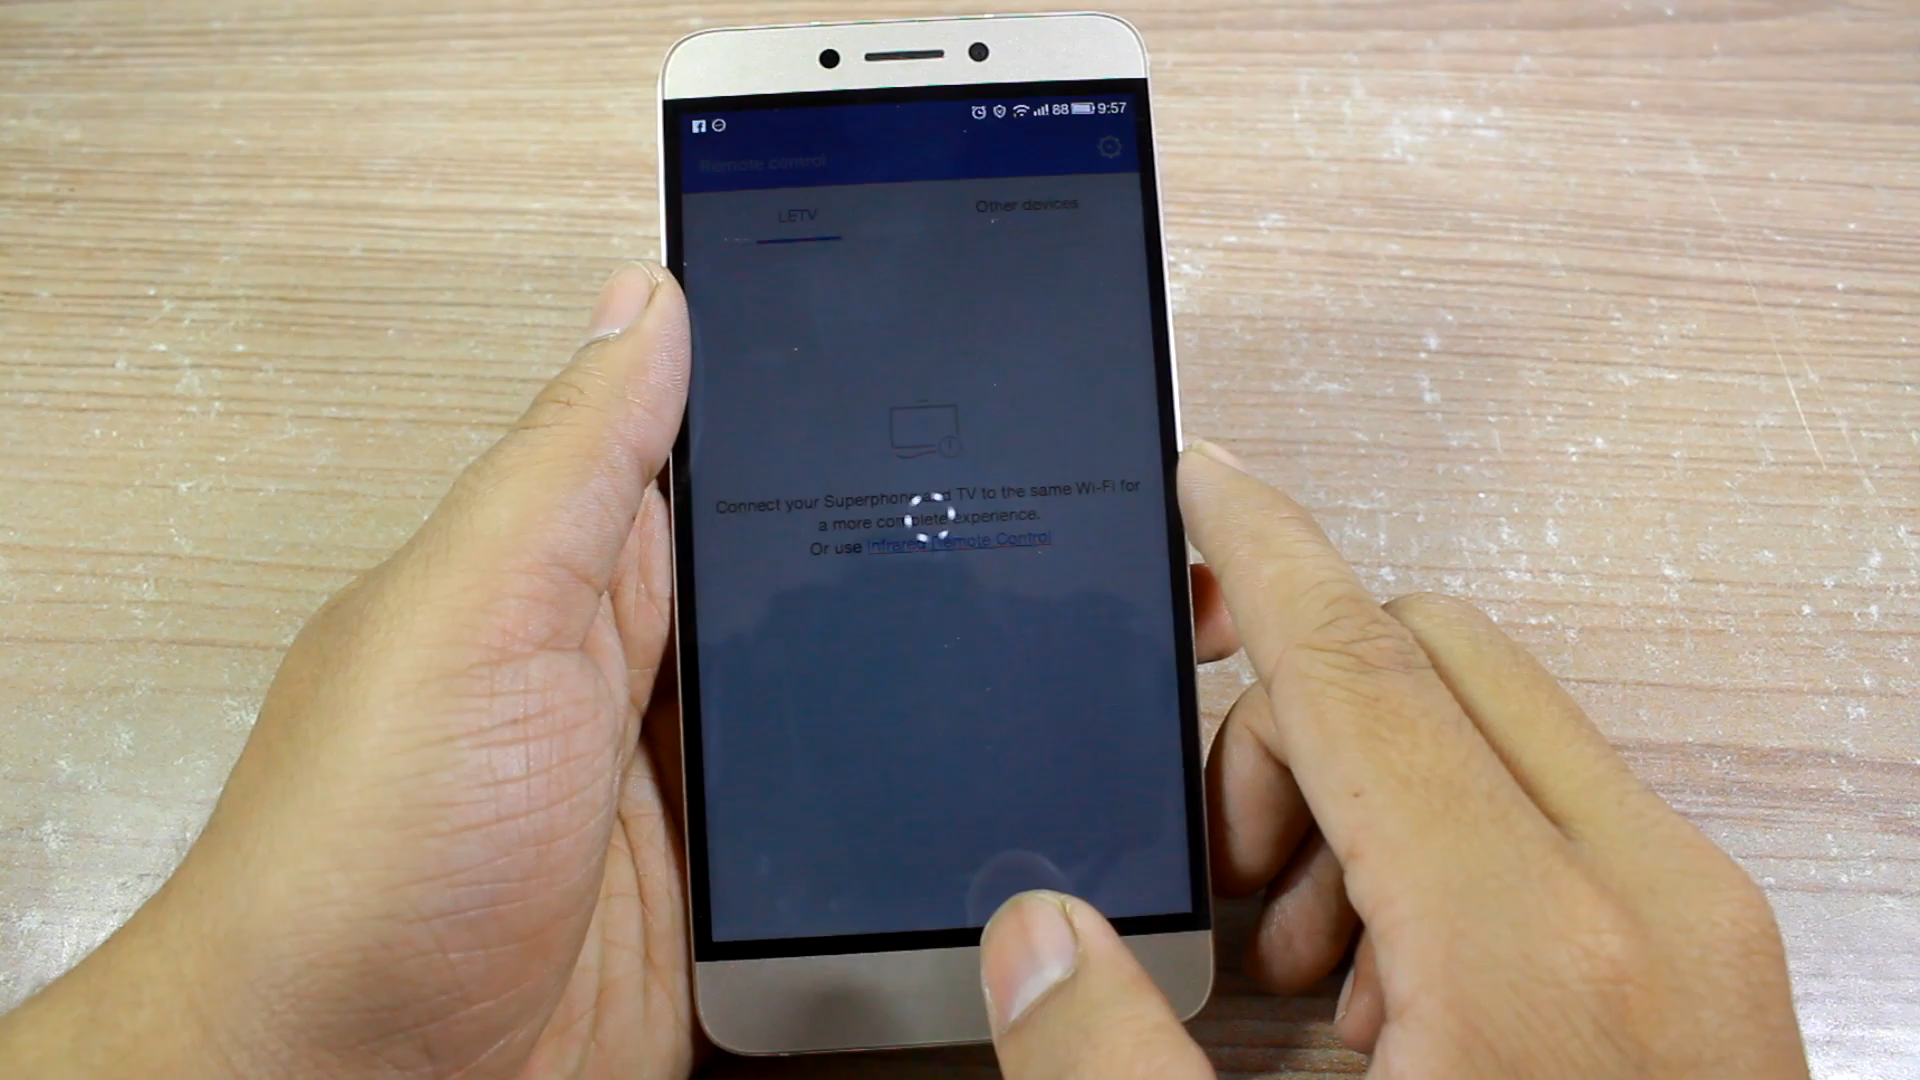 88 9:57
Remote control
LETV
Other devices
Connect your Superphone and TV to the same Wi-Fi for
a more complete experience.
Or use Infrared Remote Control